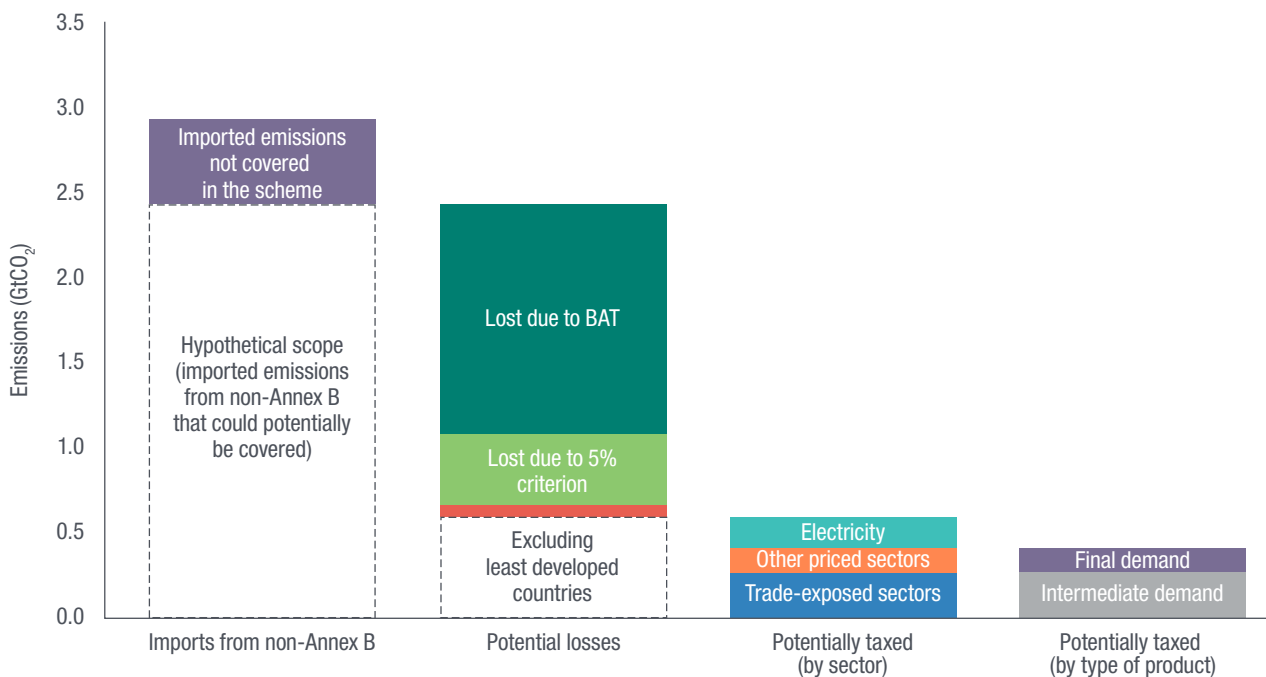 3.5
3.0
2.5
2.0
1.5
1.0
0.5
0.0
Emissions (GtCO₂)
Imported emissions
not covered
in the scheme
Hypothetical scope
(imported emissions
from non-Annex B
that could potentially
be covered)
Lost due to BAT
Lost due to 5%
criterion
Excluding
least developed
countries
Electricity
Other priced sectors
Trade-exposed sectors
Final demand
Intermediate demand
Imports from non-Annex B
Potential losses
Potentially taxed
(by sector)
Potentially taxed
(by type of product)